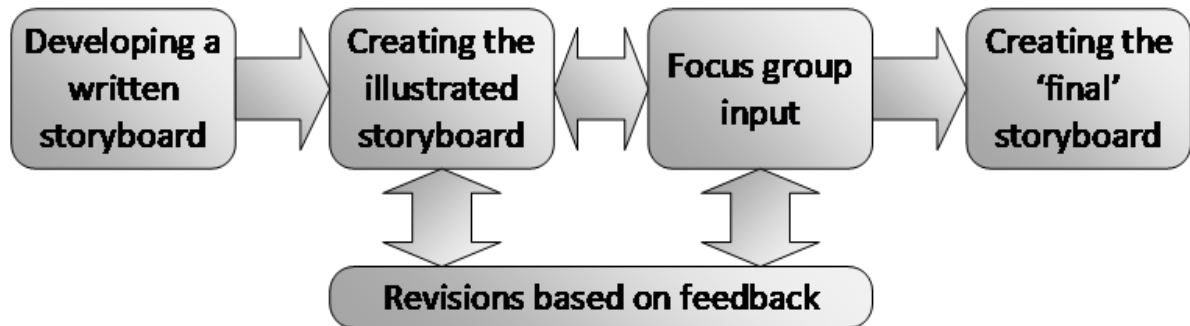 Developing a
written
storyboard
Creating the
illustrated
storyboard
Focus group
input
Creating the
‘final’
storyboard
Revisions based on feedback